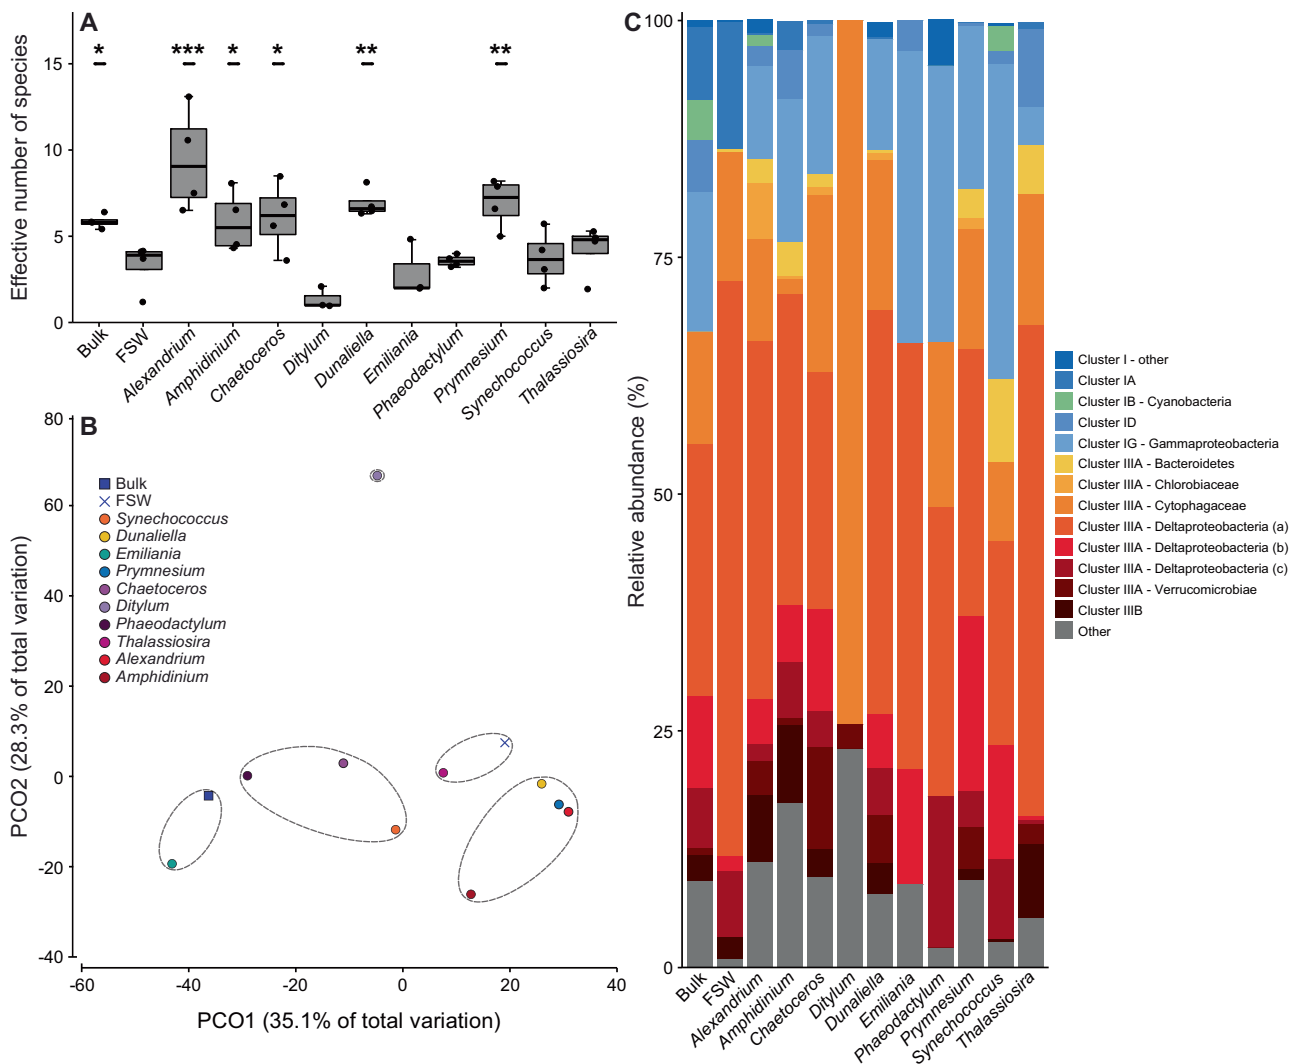 A
Effective number of species
15
10
5
0
* *** * * ** **
Bulk
FSW
Alexandrium
Amphidinium
Chaetoceros
Ditylum
Dunaliella
Emiliania
Phaeodactylum
Prymnesium
Synechococcus
Thalassiosira
B
PCO2 (28.3% of total variation)
80
60
40
20
0
-20
-40
Bulk
FSW
Synechococcus
Dunaliella
Emiliania
Prymnesium
Chaetoceros
Ditylum
Phaeodactylum
Thalassiosira
Alexandrium
Amphidinium
-60 -40 -20 0 20 40
PCO1 (35.1% of total variation)
C
Relative abundance (%)
100
75
50
25
0
Bulk
FSW
Alexandrium
Amphidinium
Chaetoceros
Ditylum
Dunaliella
Emiliania
Phaeodactylum
Prymnesium
Synechococcus
Thalassiosira
Cluster I - other
Cluster IA
Cluster IB - Cyanobacteria
Cluster ID
Cluster IG - Gammaproteobacteria
Cluster IIIA - Bacteroidetes
Cluster IIIA - Chlorobiaceae
Cluster IIIA - Cytophagaceae
Cluster IIIA - Deltaproteobacteria (a)
Cluster IIIA - Deltaproteobacteria (b)
Cluster IIIA - Deltaproteobacteria (c)
Cluster IIIA - Verrucomicrobiae
Cluster IIIB
Other